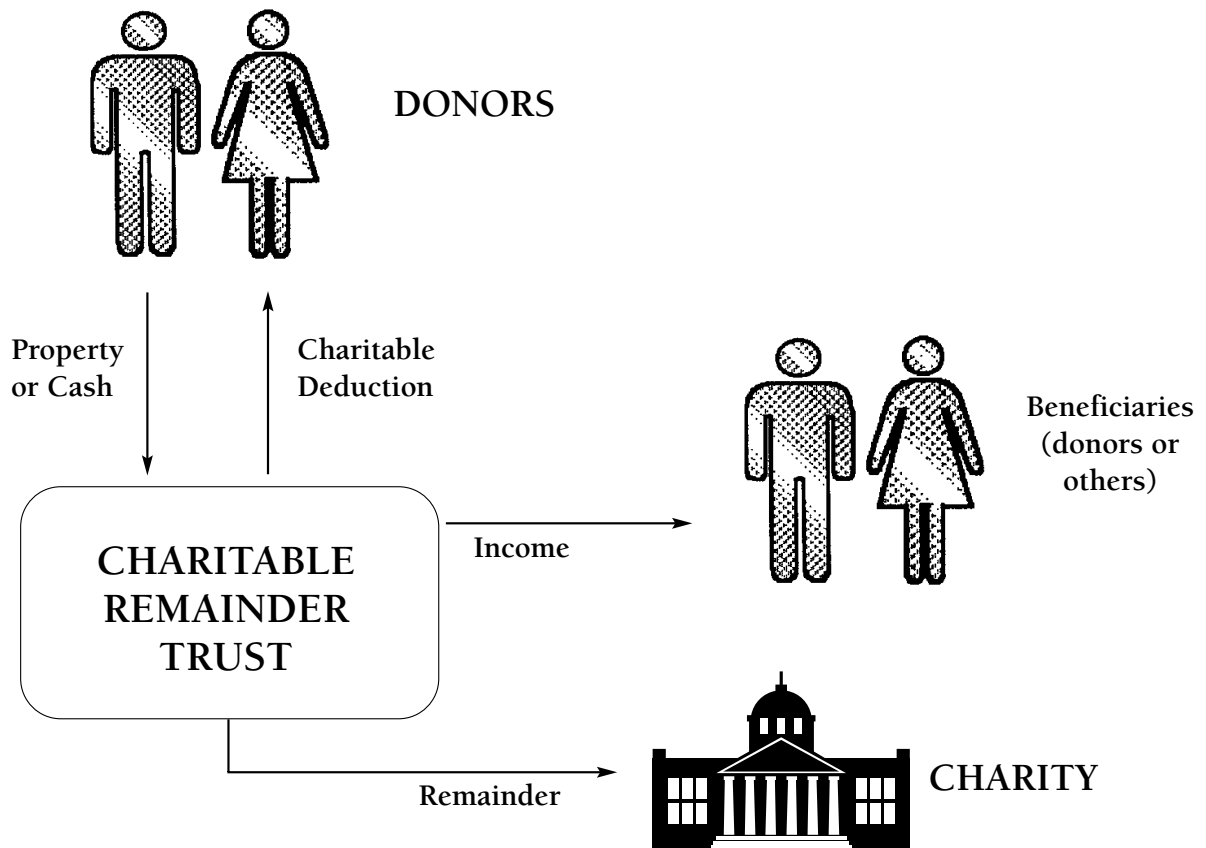 DONORS
Property
or Cash
Charitable
Deduction
Beneficiaries
(donors or
others)
CHARITABLE
REMAINDER
TRUST
Income
Remainder
CHARITY